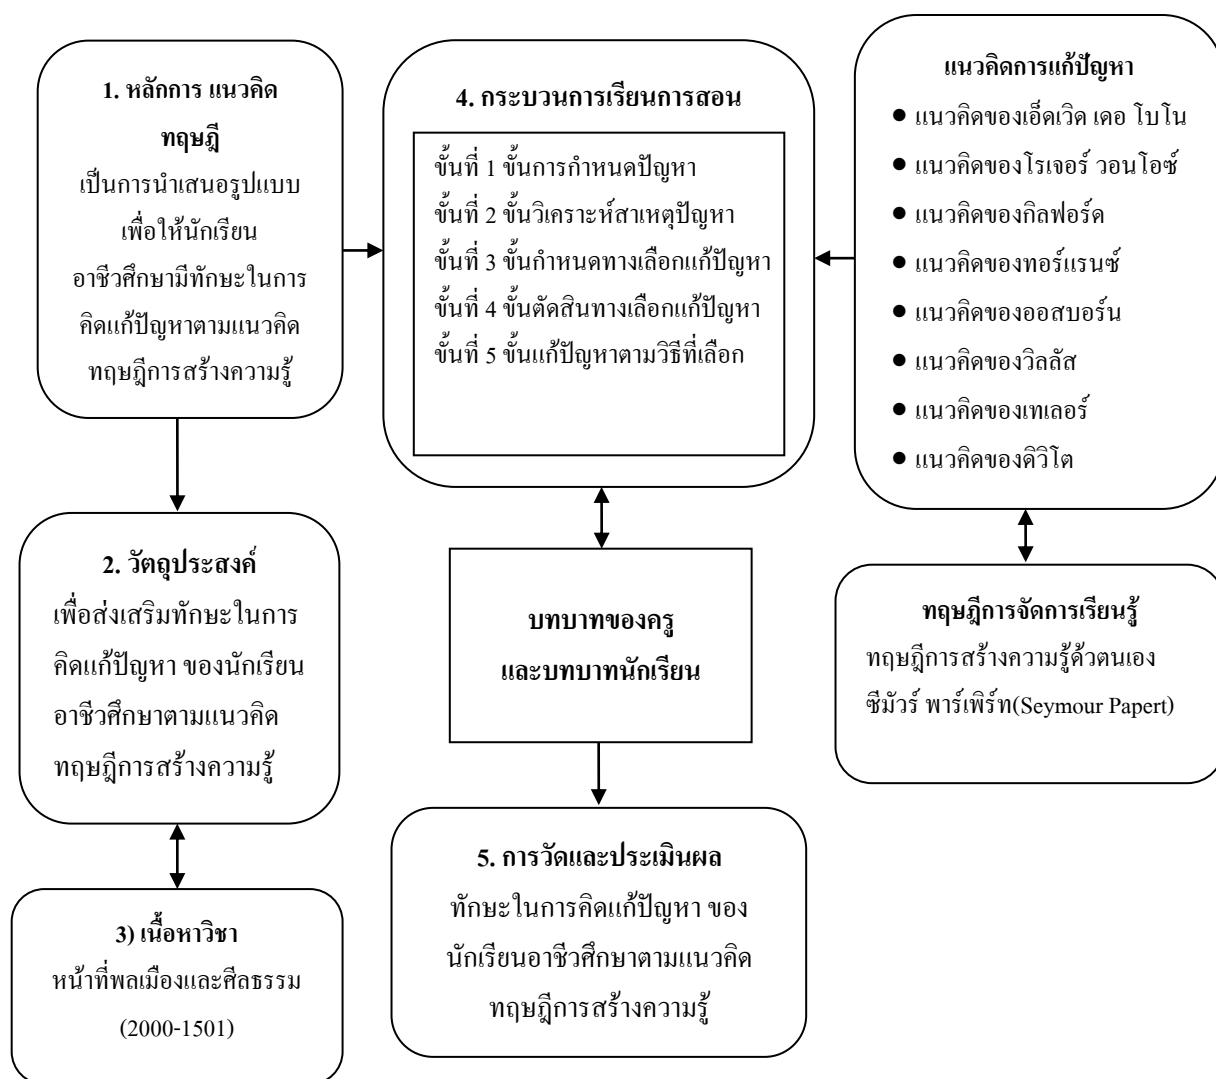 1. หลักการ แนวคิด
ทฤษฎี
เป็นการนำเสนอรูปแบบ
เพื่อให้นักเรียน
อาชีวศึกษามีทักษะในการ
คิดแก้ปัญหาตามแนวคิด
ทฤษฎีการสร้างความรู้
2. วัตถุประสงค์
เพื่อส่งเสริมทักษะในการ
คิดแก้ปัญหา ของนักเรียน
อาชีวศึกษาตามแนวคิด
ทฤษฎีการสร้างความรู้
3) เนื้อหาวิชา
หน้าที่พลเมืองและศีลธรรม
(2000-1501)
4. กระบวนการเรียนการสอน
ขั้นที่ 1 ขั้นการกำหนดปัญหา
ขั้นที่ 2 ขั้นวิเคราะห์สาเหตุปัญหา
ขั้นที่ 3 ขั้นกำหนดทางเลือกแก้ปัญหา
ขั้นที่ 4 ขั้นตัดสินทางเลือกแก้ปัญหา
ขั้นที่ 5 ขั้นแก้ปัญหาตามวิธีที่เลือก
บทบาทของครู
และบทบาทนักเรียน
5. การวัดและประเมินผล
ทักษะในการคิดแก้ปัญหา ของ
นักเรียนอาชีวศึกษาตามแนวคิด
ทฤษฎีการสร้างความรู้
แนวคิดการแก้ปัญหา
● แนวคิดของเอ็ดเวิด เดอ โบโน
● แนวคิดของโรเจอร์ วอนโอซ์
● แนวคิดของกิลฟอร์ด
● แนวคิดของทอร์แรนซ์
● แนวคิดของออสบอร์น
● แนวคิดของวิลลัส
● แนวคิดของเทเลอร์
● แนวคิดของดิวิโต
ทฤษฎีการจัดการเรียนรู้
ทฤษฎีการสร้างความรู้ด้วตนเอง
ซีมัวร์ พาร์เพิร์ท(Seymour Papert)